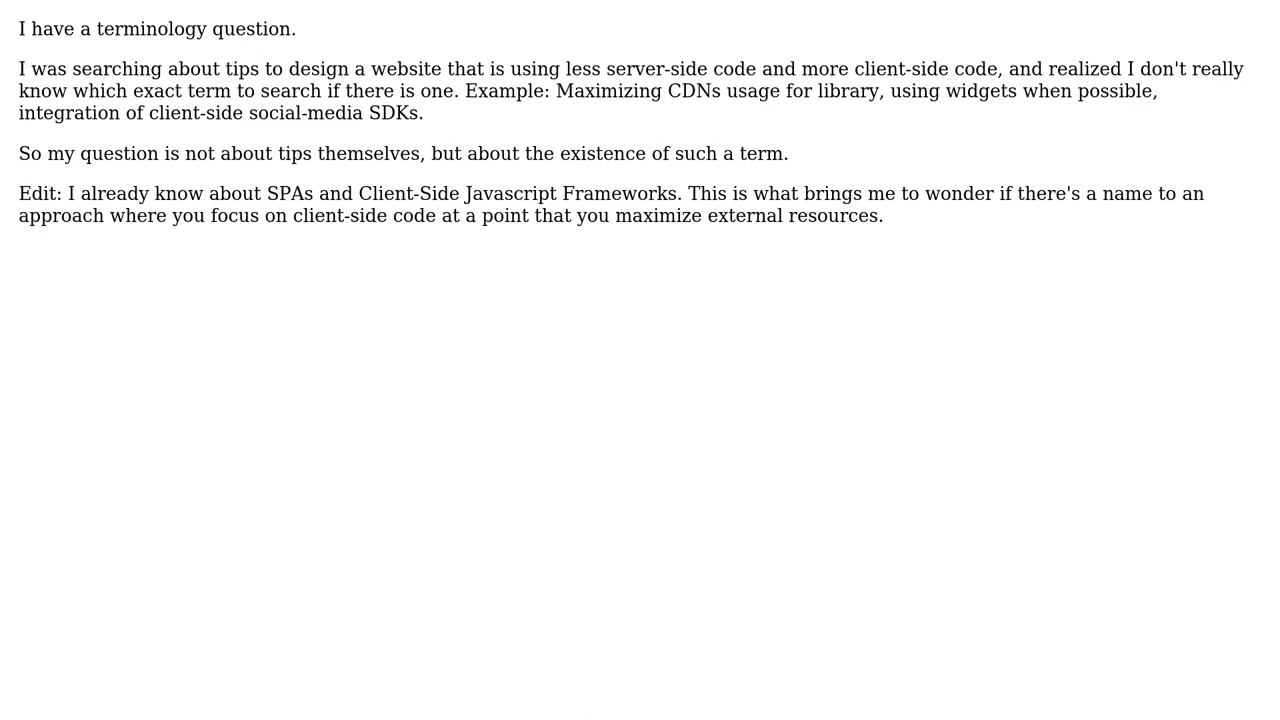 I have a terminology question.
I was searching about tips to design a website that is using less server-side code and more client-side code, and realized I don't really
know which exact term to search if there is one. Example: Maximizing CDNs usage for library, using widgets when possible,
integration of client-side social-media SDKs.
So my question is not about tips themselves, but about the existence of such a term.
Edit: I already know about SPAs and Client-Side Javascript Frameworks. This is what brings me to wonder if there's a name to an
approach where you focus on client-side code at a point that you maximize external resources.